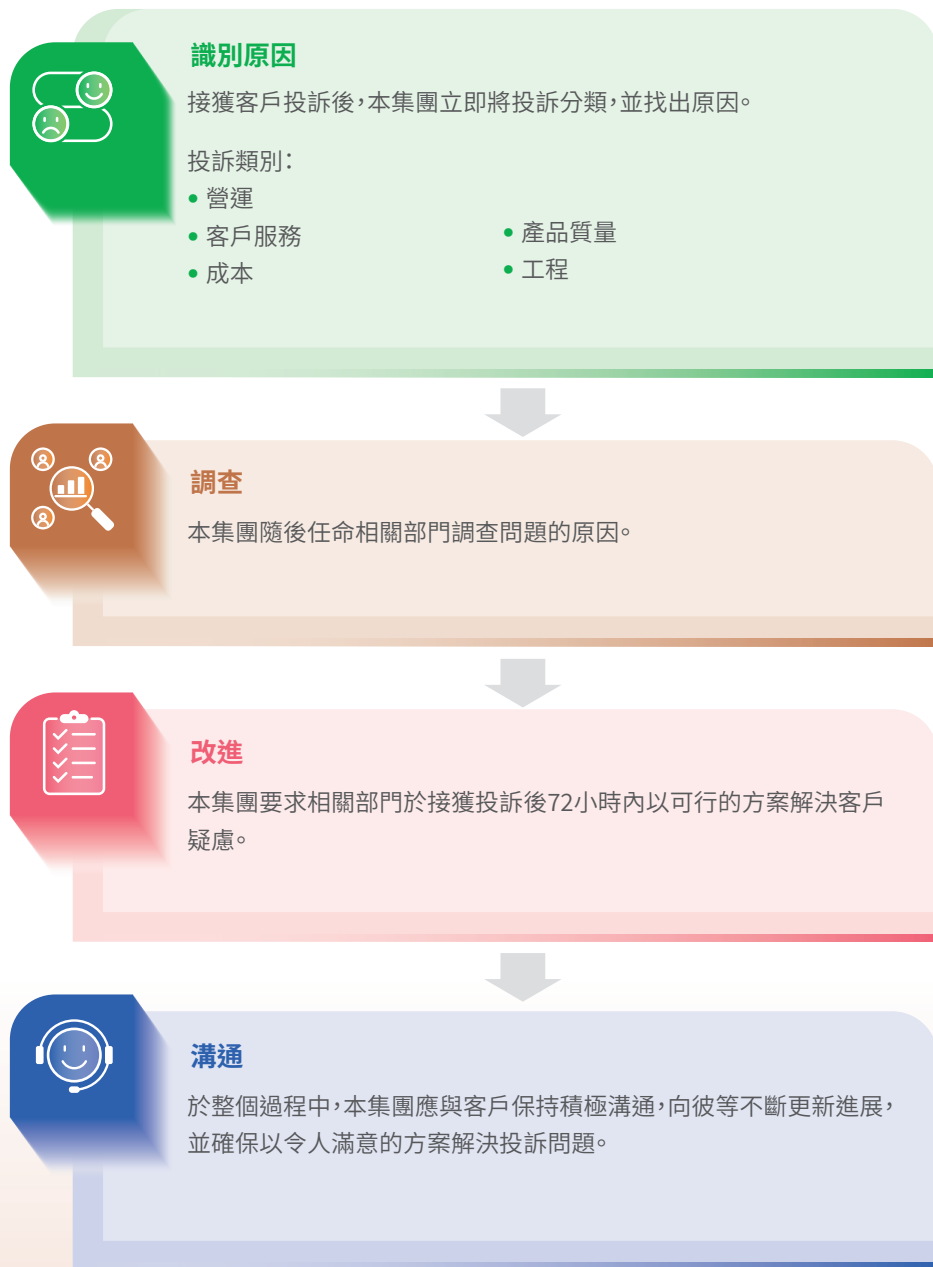 識別原因
接獲客戶投訴後，本集團立即將投訴分類，並找出原因。
投訴類別：
• 營運
• 客戶服務
• 成本
• 產品質量
• 工程
調查
本集團隨後任命相關部門調查問題的原因。
改進
本集團要求相關部門於接獲投訴後72小時內以可行的方案解決客戶
疑慮。
溝通
於整個過程中，本集團應與客戶保持積極溝通，向彼等不斷更新進展，
並確保以令人滿意的方案解決投訴問題。